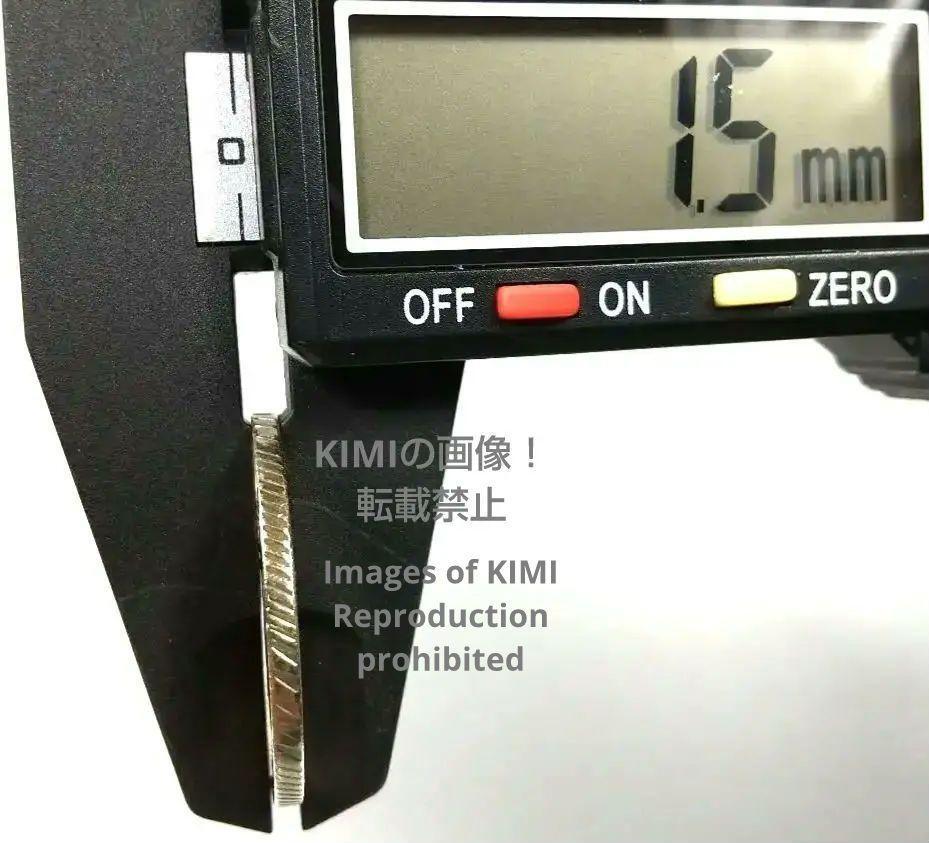 1.5 mm
0
OFF ON ZERO
KIMIの画像！
転載禁止
Images of KIMI
Reproduction
prohibited